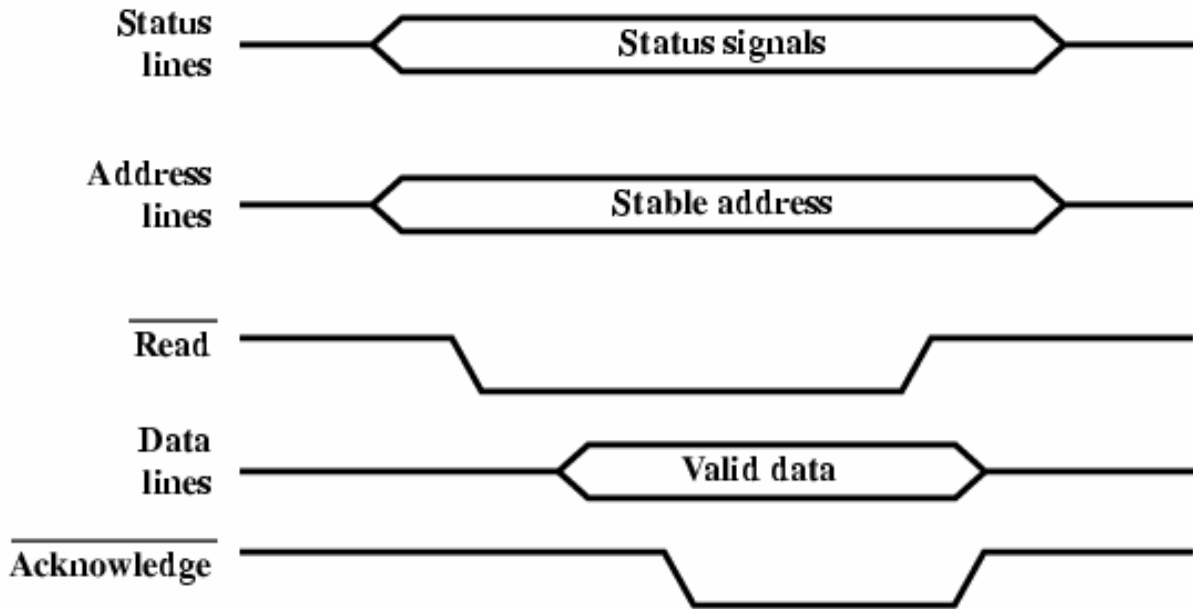 Status
lines
Status signals
Address
lines
Stable address
Read
Data
lines
Valid data
Acknowledge